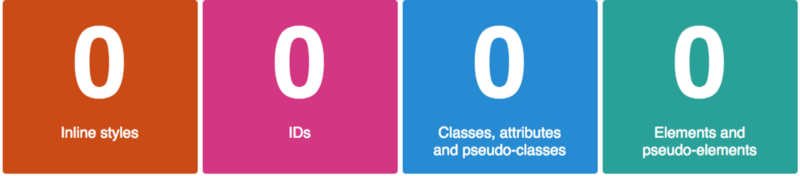 0
Inline styles
0
IDs
0
Classes, attributes
and pseudo-classes
0
Elements and
pseudo-elements